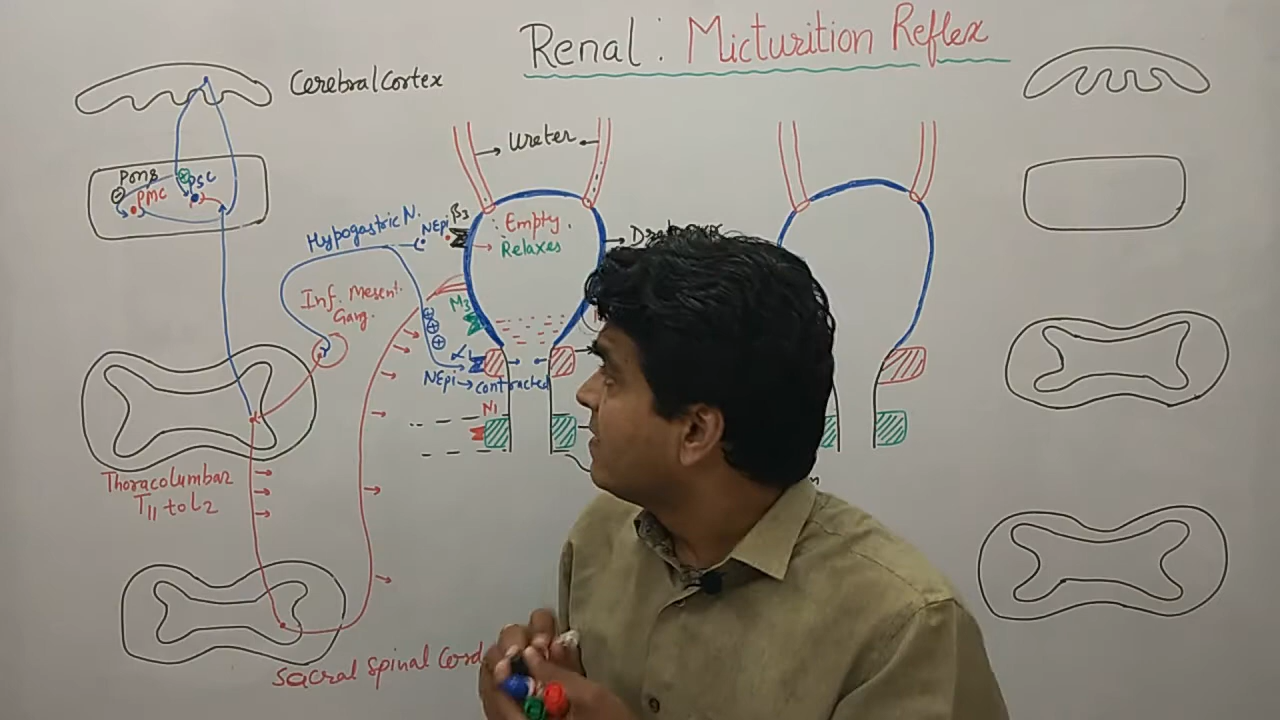 Renal : Micturition Reflex
Cerebral Cortex
Pons
PMC
PSC
Ureter
Hypogastric N.
NEpi
β3
Empty
Relaxes
Inf. Mesent.
Gang.
M3
α1
NEpi → contracted
N1
Thoracolumbar
T11 to L2
Sacral Spinal Cord